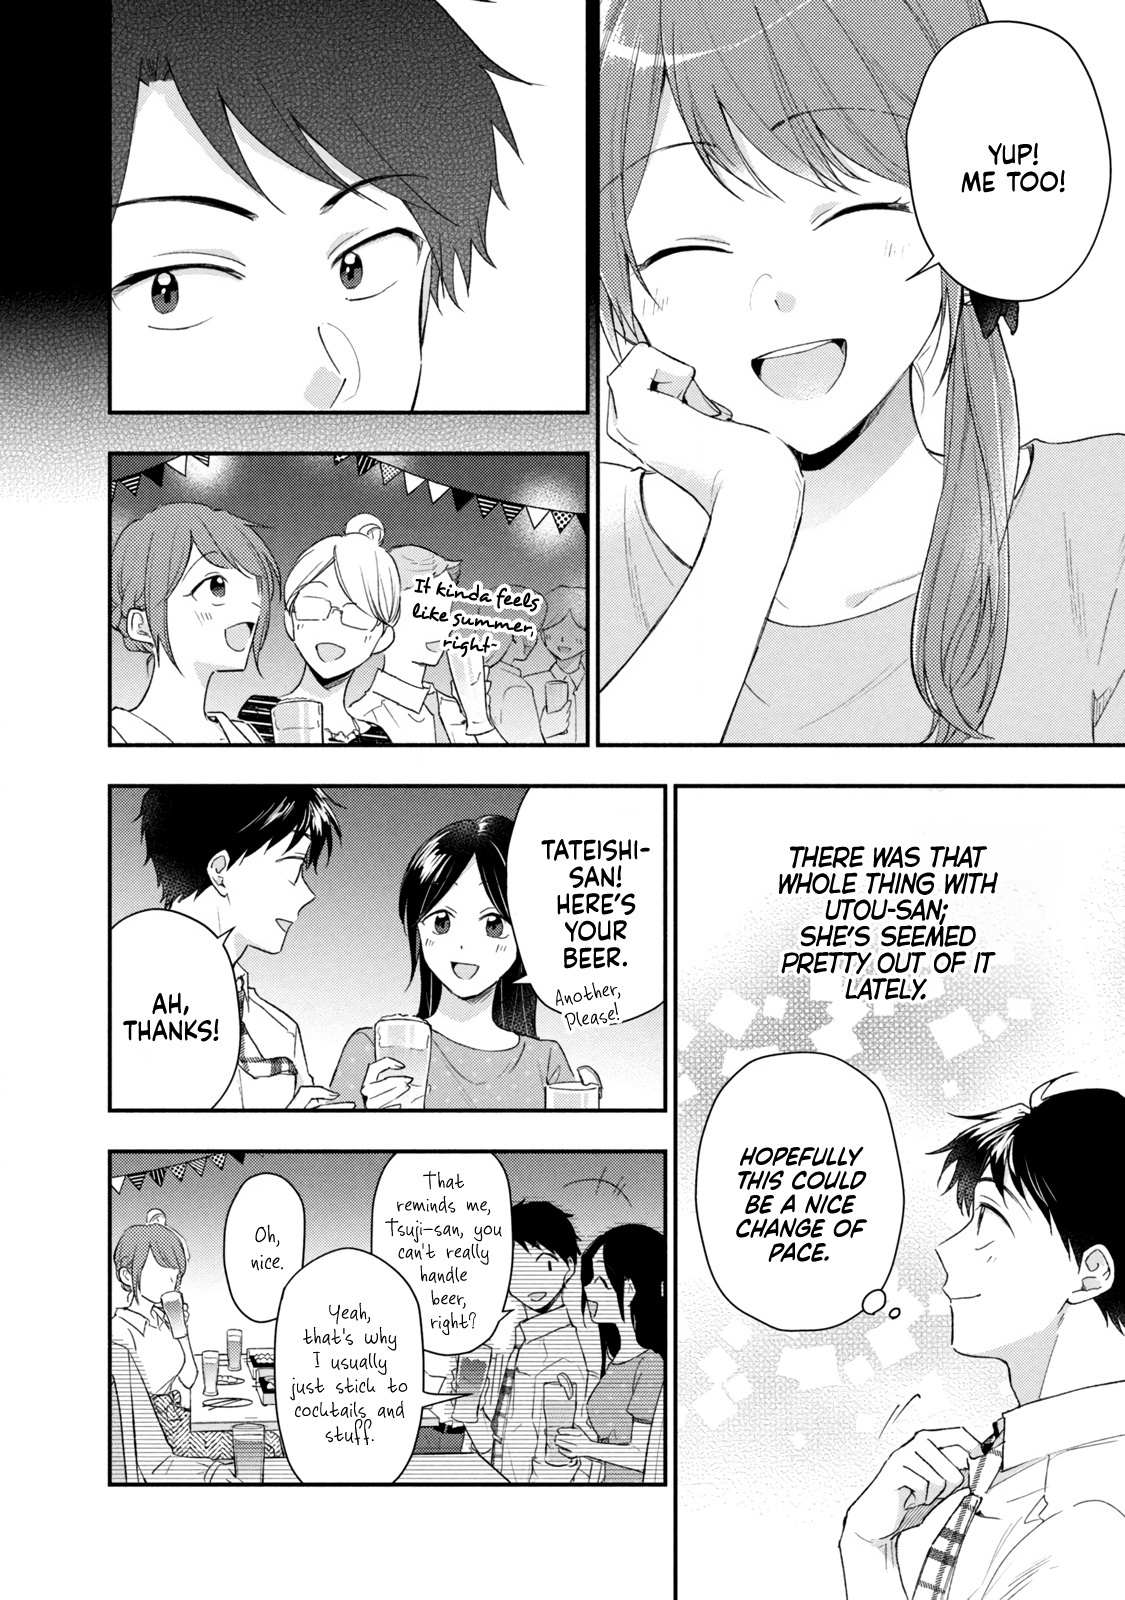 YUP!
ME TOO!
It kinda feels
like summer,
right-
THERE WAS THAT
WHOLE THING WITH
UTOU-SAN;
SHE'S SEEMED
PRETTY OUT OF IT
LATELY.
HOPEFULLY
THIS COULD
BE A NICE
CHANGE OF
PACE.
TATEISHI-
SAN!
HERE'S
YOUR
BEER.
Another,
Please!
AH,
THANKS!
That
reminds me,
Tsuji-san, you
can't really
handle
beer,
right?
Yeah,
that's why
I usually
just stick to
cocktails and
stuff.
Oh,
nice.